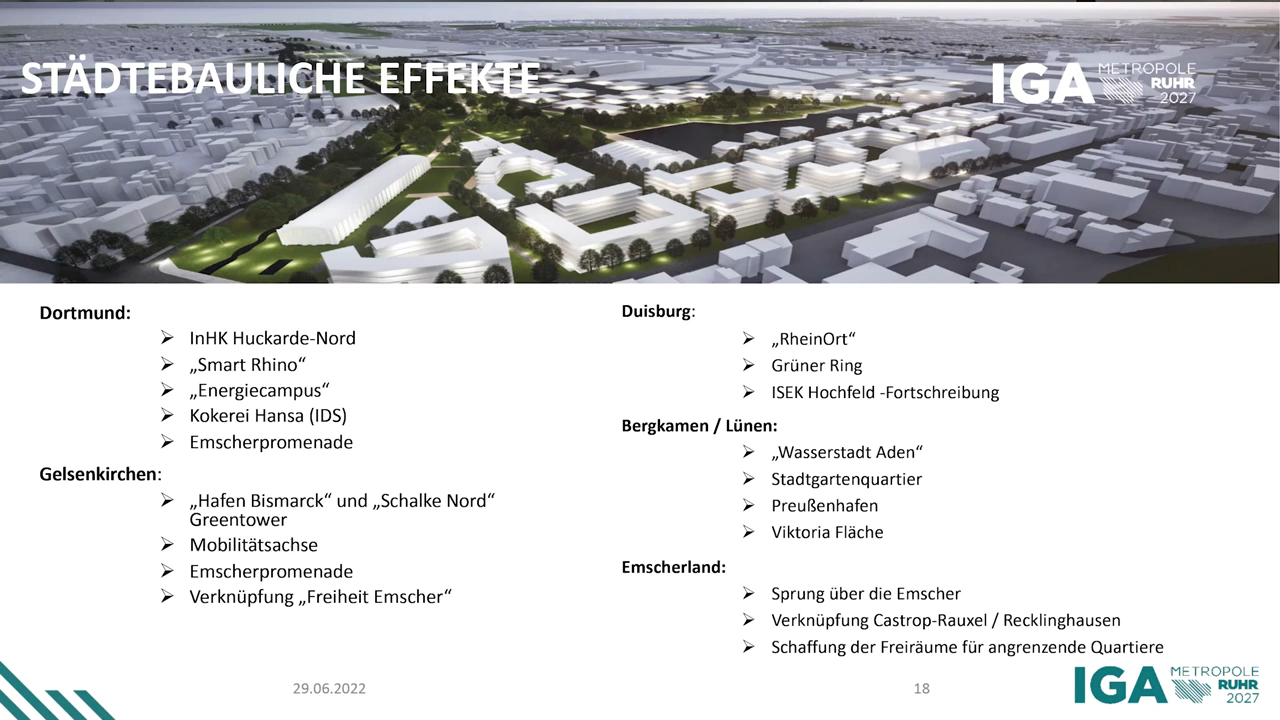 STÄDTEBAULICHE EFFEKTE
IGA METROPOLE
RUHR
2027
Dortmund:
InHK Huckarde-Nord
„Smart Rhino“
„Energiecampus“
Kokerei Hansa (IDS)
Emscherpromenade
Gelsenkirchen:
„Hafen Bismarck“ und „Schalke Nord“
Greentower
Mobilitätsachse
Emscherpromenade
Verknüpfung „Freiheit Emscher“
Duisburg:
„RheinOrt“
Grüner Ring
ISEK Hochfeld -Fortschreibung
Bergkamen / Lünen:
„Wasserstadt Aden“
Stadtgartenquartier
Preußenhafen
Viktoria Fläche
Emscherland:
Sprung über die Emscher
Verknüpfung Castrop-Rauxel / Recklinghausen
Schaffung der Freiräume für angrenzende Quartiere
29.06.2022
18
IGA METROPOLE
RUHR
2027